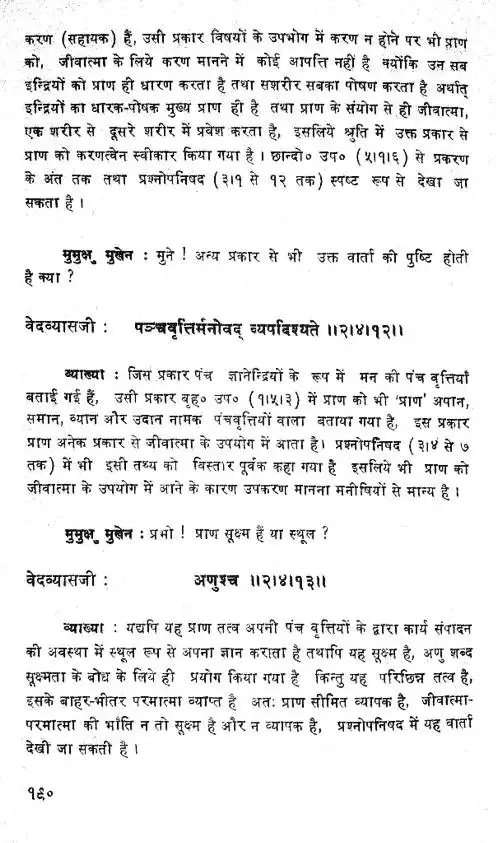 करण (सहायक) हैं, उसी प्रकार विषयों के उपभोग में करण न होने पर भी प्राण
को, जीवात्मा के लिये करण मानने में कोई आपत्ति नहीं है क्योंकि उन सब
इन्द्रियों को प्राण ही धारण करता है तथा सशरीर सबका पोषण करता है अर्थात्
इन्द्रियों का धारक-पोषक मुख्य प्राण ही है तथा प्राण के संयोग से ही जीवात्मा,
एक शरीर से दूसरे शरीर में प्रवेश करता है, इसलिये श्रुति में उक्त प्रकार से
प्राण को करणत्वेन स्वीकार किया गया है। छान्दो० उप० (५।१।६) से प्रकरण
के अंत तक तथा प्रश्नोपनिषद (३।१ से १२ तक) स्पष्ट रूप से देखा जा
सकता है।
मुमुक्षु मुखेन : मुने ! अन्य प्रकार से भी उक्त वार्ता की पुष्टि होती
है क्या ?
वेदव्यासजी : पञ्चवृत्तिर्मनोवद् व्यपदिश्यते ॥२।४।१२॥
व्याख्या : जिस प्रकार पंच ज्ञानेन्द्रियों के रूप में मन की पंच वृत्तियाँ
बताई गई हैं, उसी प्रकार बृह० उप० (१।५।३) में प्राण को भी 'प्राण' अपान,
समान, व्यान और उदान नामक पंचवृत्तियों वाला बताया गया है, इस प्रकार
प्राण अनेक प्रकार से जीवात्मा के उपयोग में आता है। प्रश्नोपनिषद (३।४ से ७
तक) में भी इसी तथ्य को विस्तार पूर्वक कहा गया है इसलिये भी प्राण को
जीवात्मा के उपयोग में आने के कारण उपकरण मानना मनीषियों से मान्य है।
मुमुक्षु मुखेन : प्रभो ! प्राण सूक्ष्म हैं या स्थूल ?
वेदव्यासजी : अणुश्च ॥२।४।१३॥
व्याख्या : यद्यपि यह प्राण तत्व अपनी पंच वृत्तियों के द्वारा कार्य संपादन
की अवस्था में स्थूल रूप से अपना ज्ञान कराता है तथापि यह सूक्ष्म है, अणु शब्द
सूक्ष्मता के बोध के लिये ही प्रयोग किया गया है किन्तु यह परिछिन्न तत्व है,
इसके बाहर-भीतर परमात्मा व्याप्त है अतः प्राण सीमित व्यापक है, जीवात्मा-
परमात्मा की भाँति न तो सूक्ष्म है और न व्यापक है, प्रश्नोपनिषद में यह वार्ता
देखी जा सकती है।
१९०